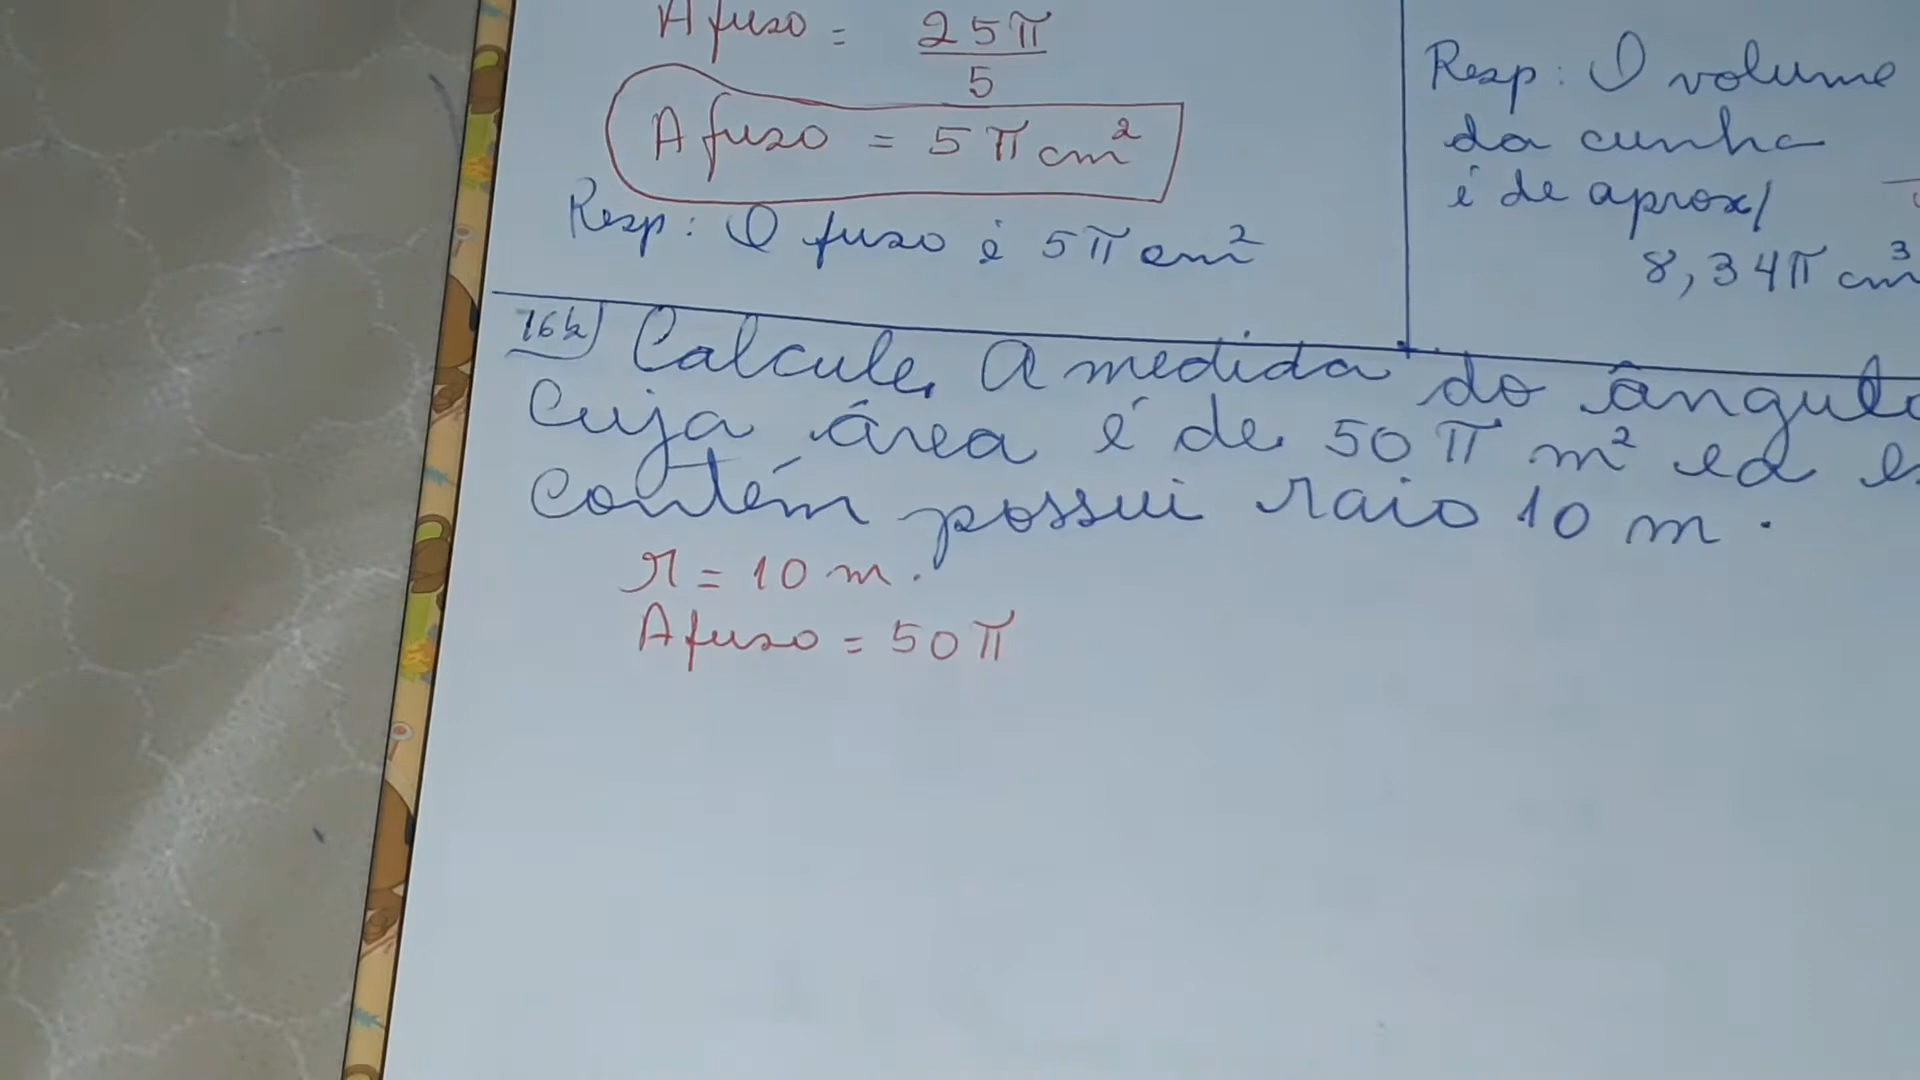 A fuso = 25π
5
A fuso = 5π cm²
Resp: O fuso é 5π cm²
Resp: O volume
da cunha
é de aprox/
8,34π cm³
16h) Calcule, A medida do ângulo
Cuja área é de 50π m² e a
Contém possui raio 10 m.
r = 10 m.
A fuso = 50π